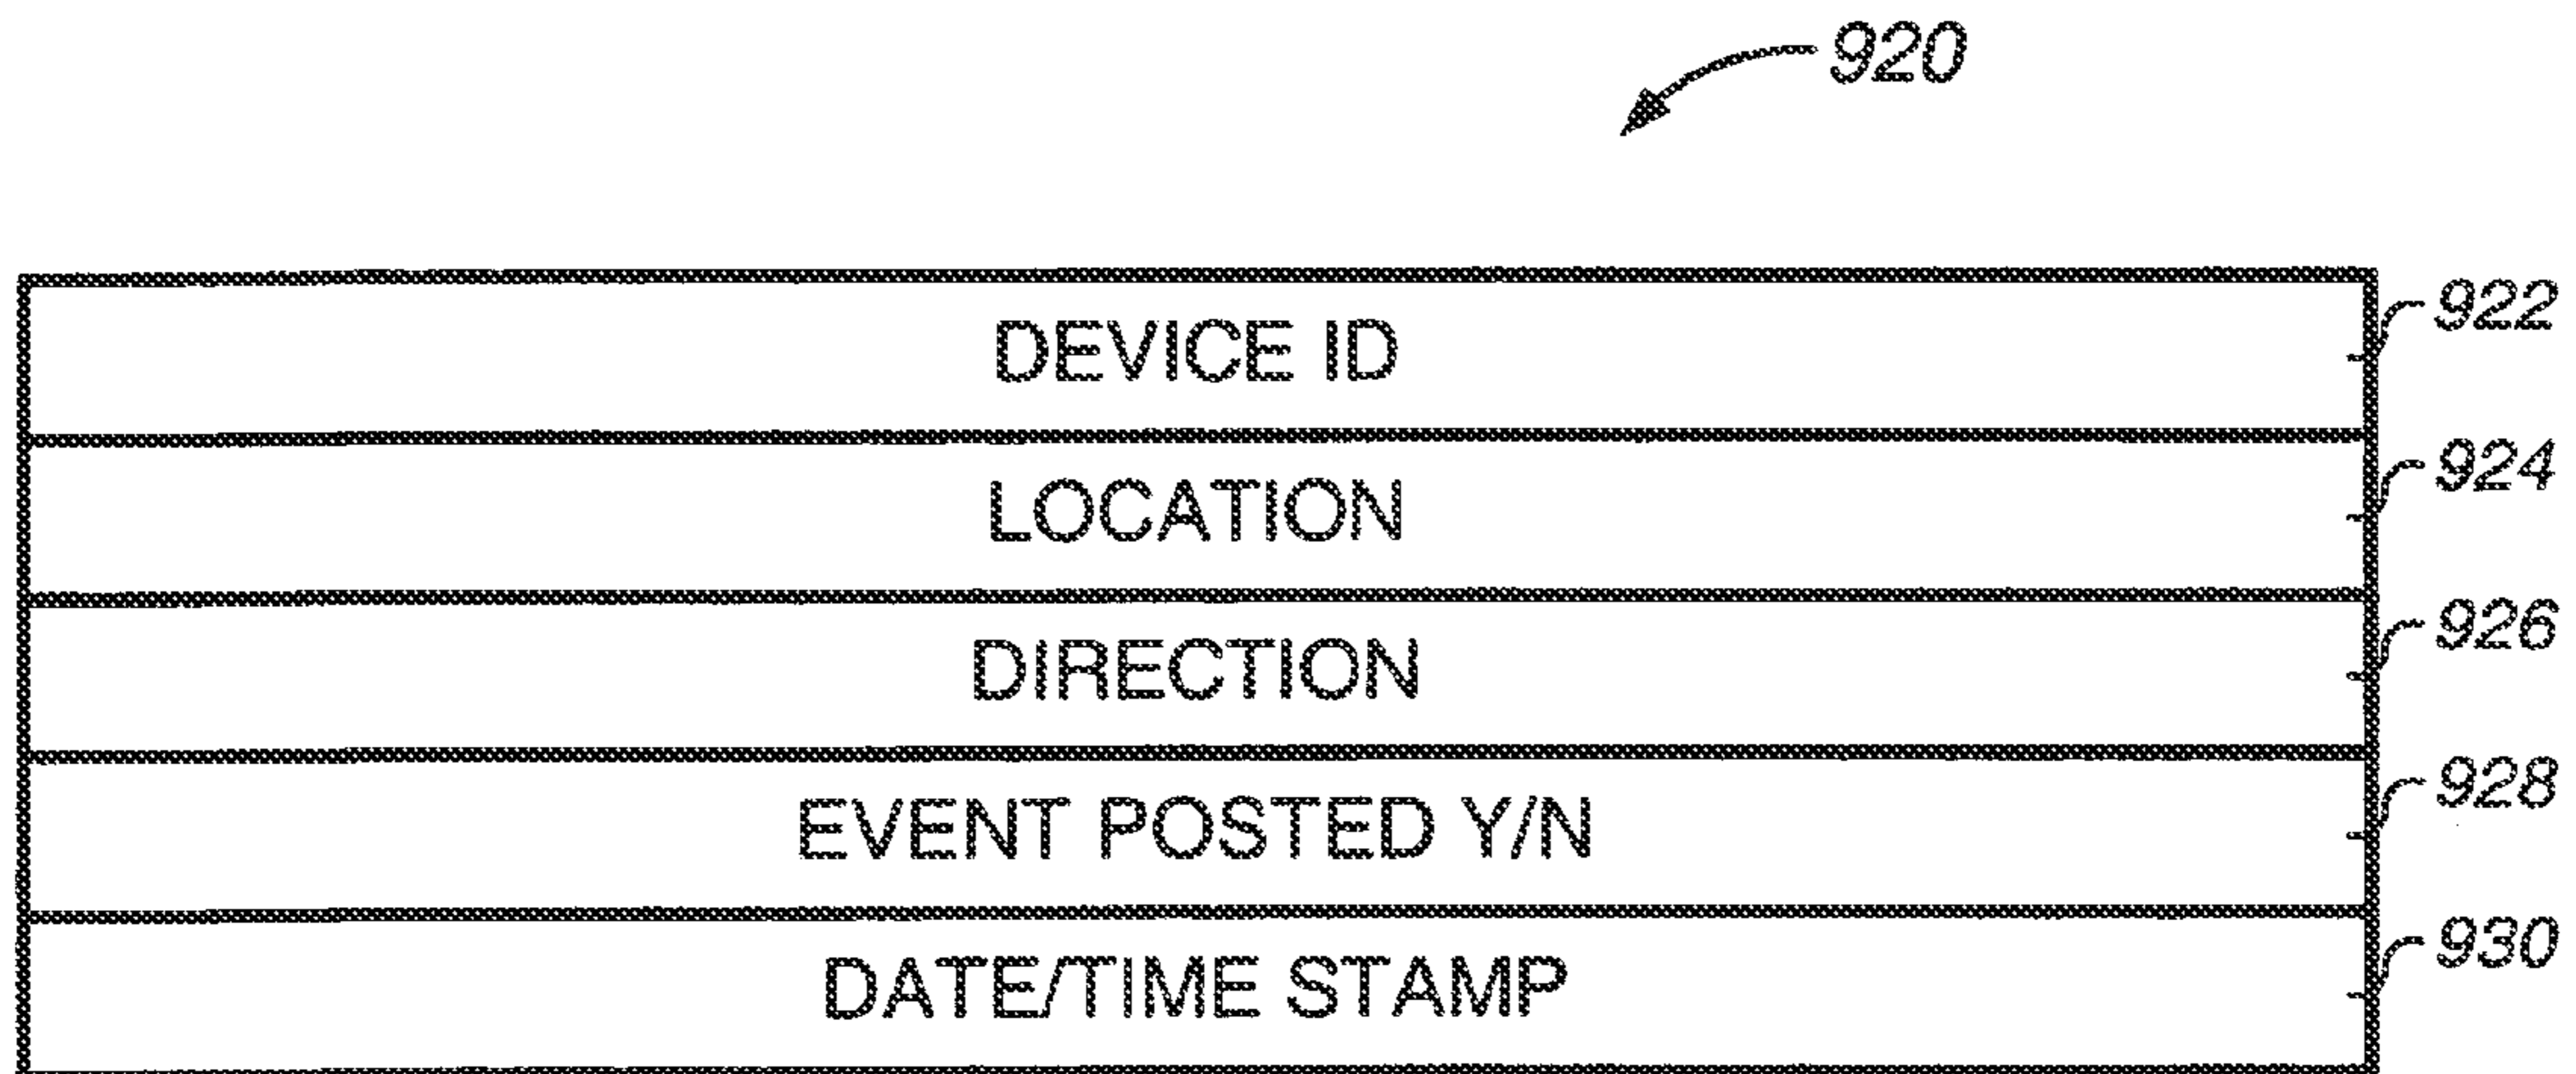 920
DEVICE ID 922
LOCATION 924
DIRECTION 926
EVENT POSTED Y/N 928
DATE/TIME STAMP 930